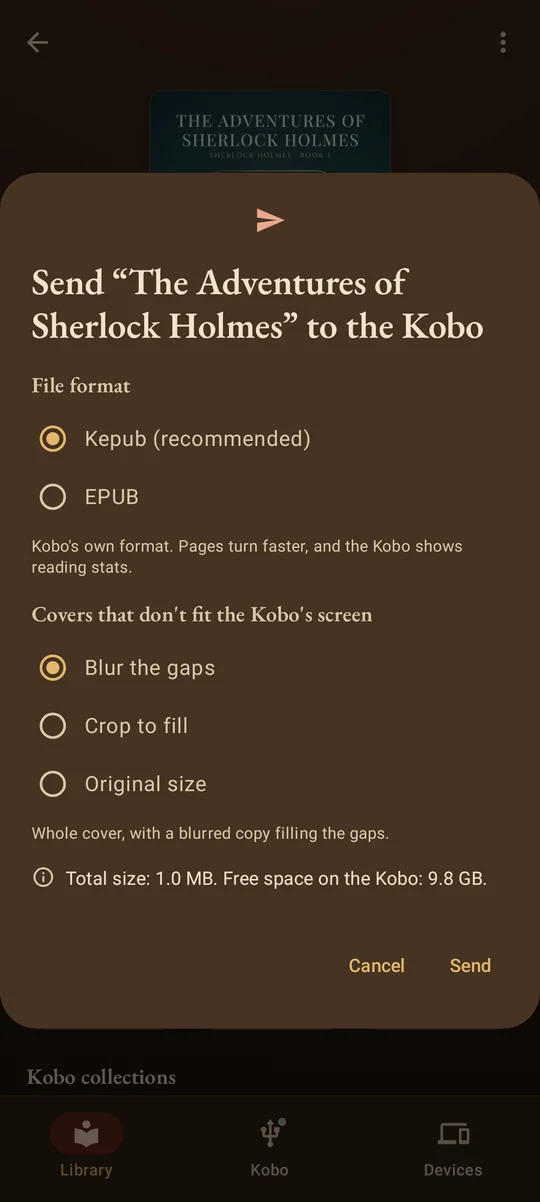 THE ADVENTURES OF
SHERLOCK HOLMES
SHERLOCK HOLMES · BOOK 1
Send “The Adventures of
Sherlock Holmes” to the Kobo
File format
Kepub (recommended)
EPUB
Kobo's own format. Pages turn faster, and the Kobo shows
reading stats.
Covers that don't fit the Kobo's screen
Blur the gaps
Crop to fill
Original size
Whole cover, with a blurred copy filling the gaps.
Total size: 1.0 MB. Free space on the Kobo: 9.8 GB.
Cancel
Send
Kobo collections
Library
Kobo
Devices